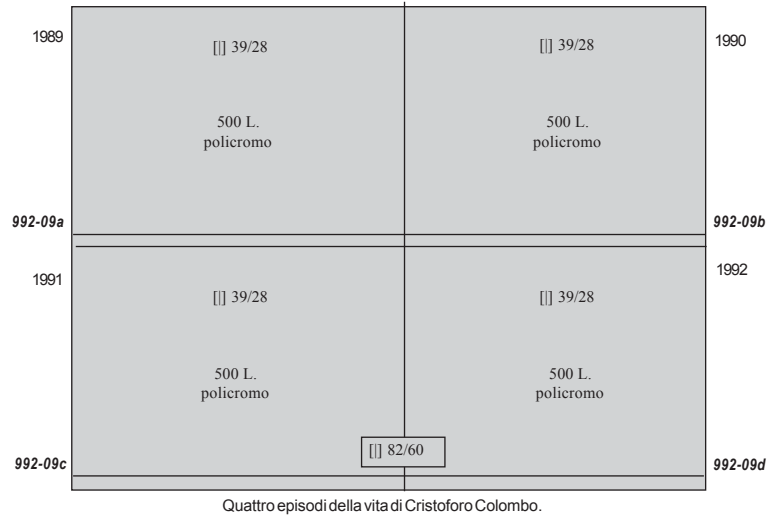 1989
[|] 39/28
[|] 39/28
1990
500 L.
policromo
500 L.
policromo
992-09a
992-09b
1991
[|] 39/28
[|] 39/28
1992
500 L.
policromo
500 L.
policromo
[|] 82/60
992-09c
992-09d
Quattro episodi della vita di Cristoforo Colombo.